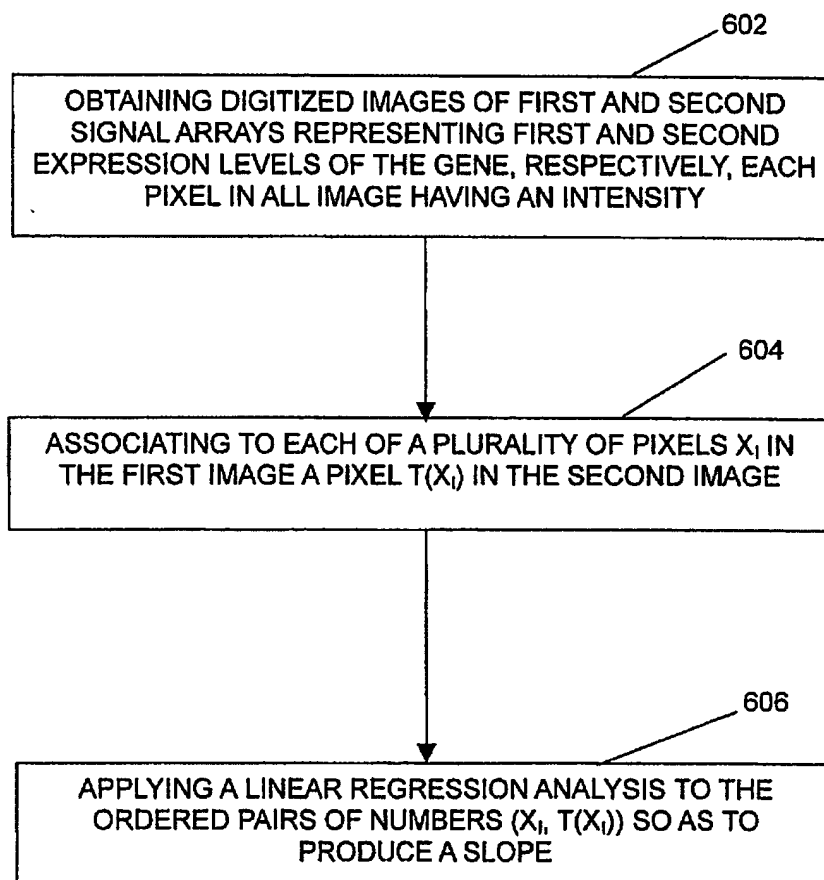 602
OBTAINING DIGITIZED IMAGES OF FIRST AND SECOND
SIGNAL ARRAYS REPRESENTING FIRST AND SECOND
EXPRESSION LEVELS OF THE GENE, RESPECTIVELY, EACH
PIXEL IN ALL IMAGE HAVING AN INTENSITY
604
ASSOCIATING TO EACH OF A PLURALITY OF PIXELS Xᵢ IN
THE FIRST IMAGE A PIXEL T(Xᵢ) IN THE SECOND IMAGE
606
APPLYING A LINEAR REGRESSION ANALYSIS TO THE
ORDERED PAIRS OF NUMBERS (Xᵢ, T(Xᵢ)) SO AS TO
PRODUCE A SLOPE